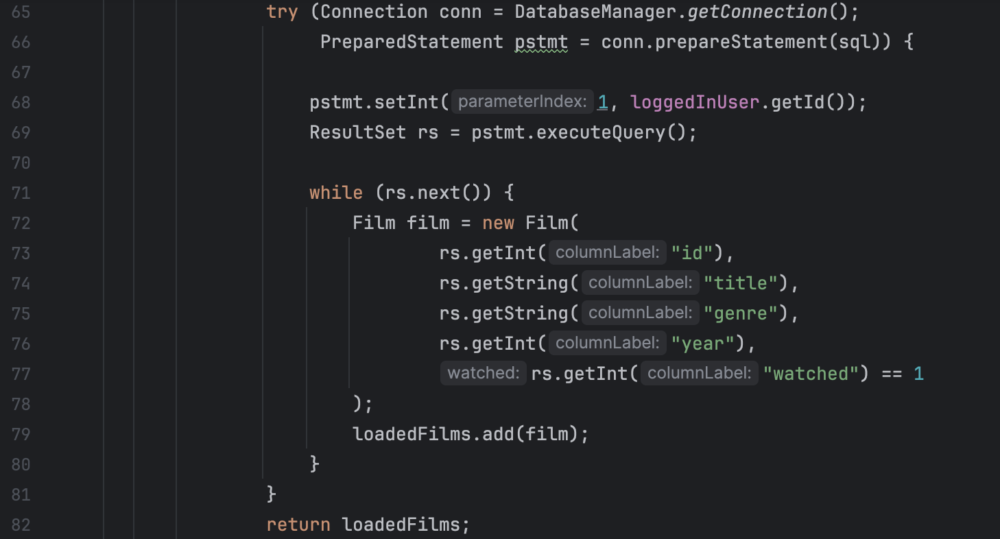 65 try (Connection conn = DatabaseManager.getConnection();
66 PreparedStatement pstmt = conn.prepareStatement(sql)) {
67
68 pstmt.setInt( parameterIndex: 1, loggedInUser.getId());
69 ResultSet rs = pstmt.executeQuery();
70
71 while (rs.next()) {
72 Film film = new Film(
73 rs.getInt( columnLabel: "id"),
74 rs.getString( columnLabel: "title"),
75 rs.getString( columnLabel: "genre"),
76 rs.getInt( columnLabel: "year"),
77 watched: rs.getInt( columnLabel: "watched") == 1
78 );
79 loadedFilms.add(film);
80 }
81 }
82 return loadedFilms;